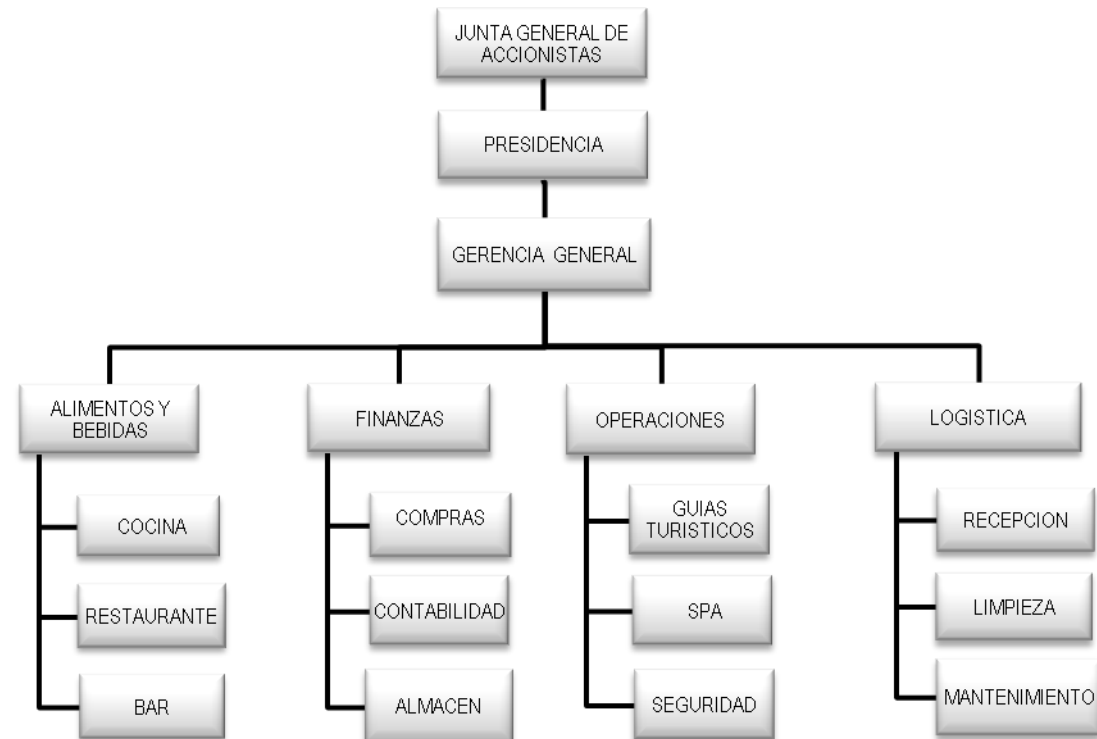 JUNTA GENERAL DE
ACCIONISTAS
PRESIDENCIA
GERENCIA GENERAL
ALIMENTOS Y
BEBIDAS
COCINA
RESTAURANTE
BAR
FINANZAS
COMPRAS
CONTABILIDAD
ALMACEN
OPERACIONES
GUIAS
TURISTICOS
SPA
SEGURIDAD
LOGISTICA
RECEPCION
LIMPIEZA
MANTENIMIENTO